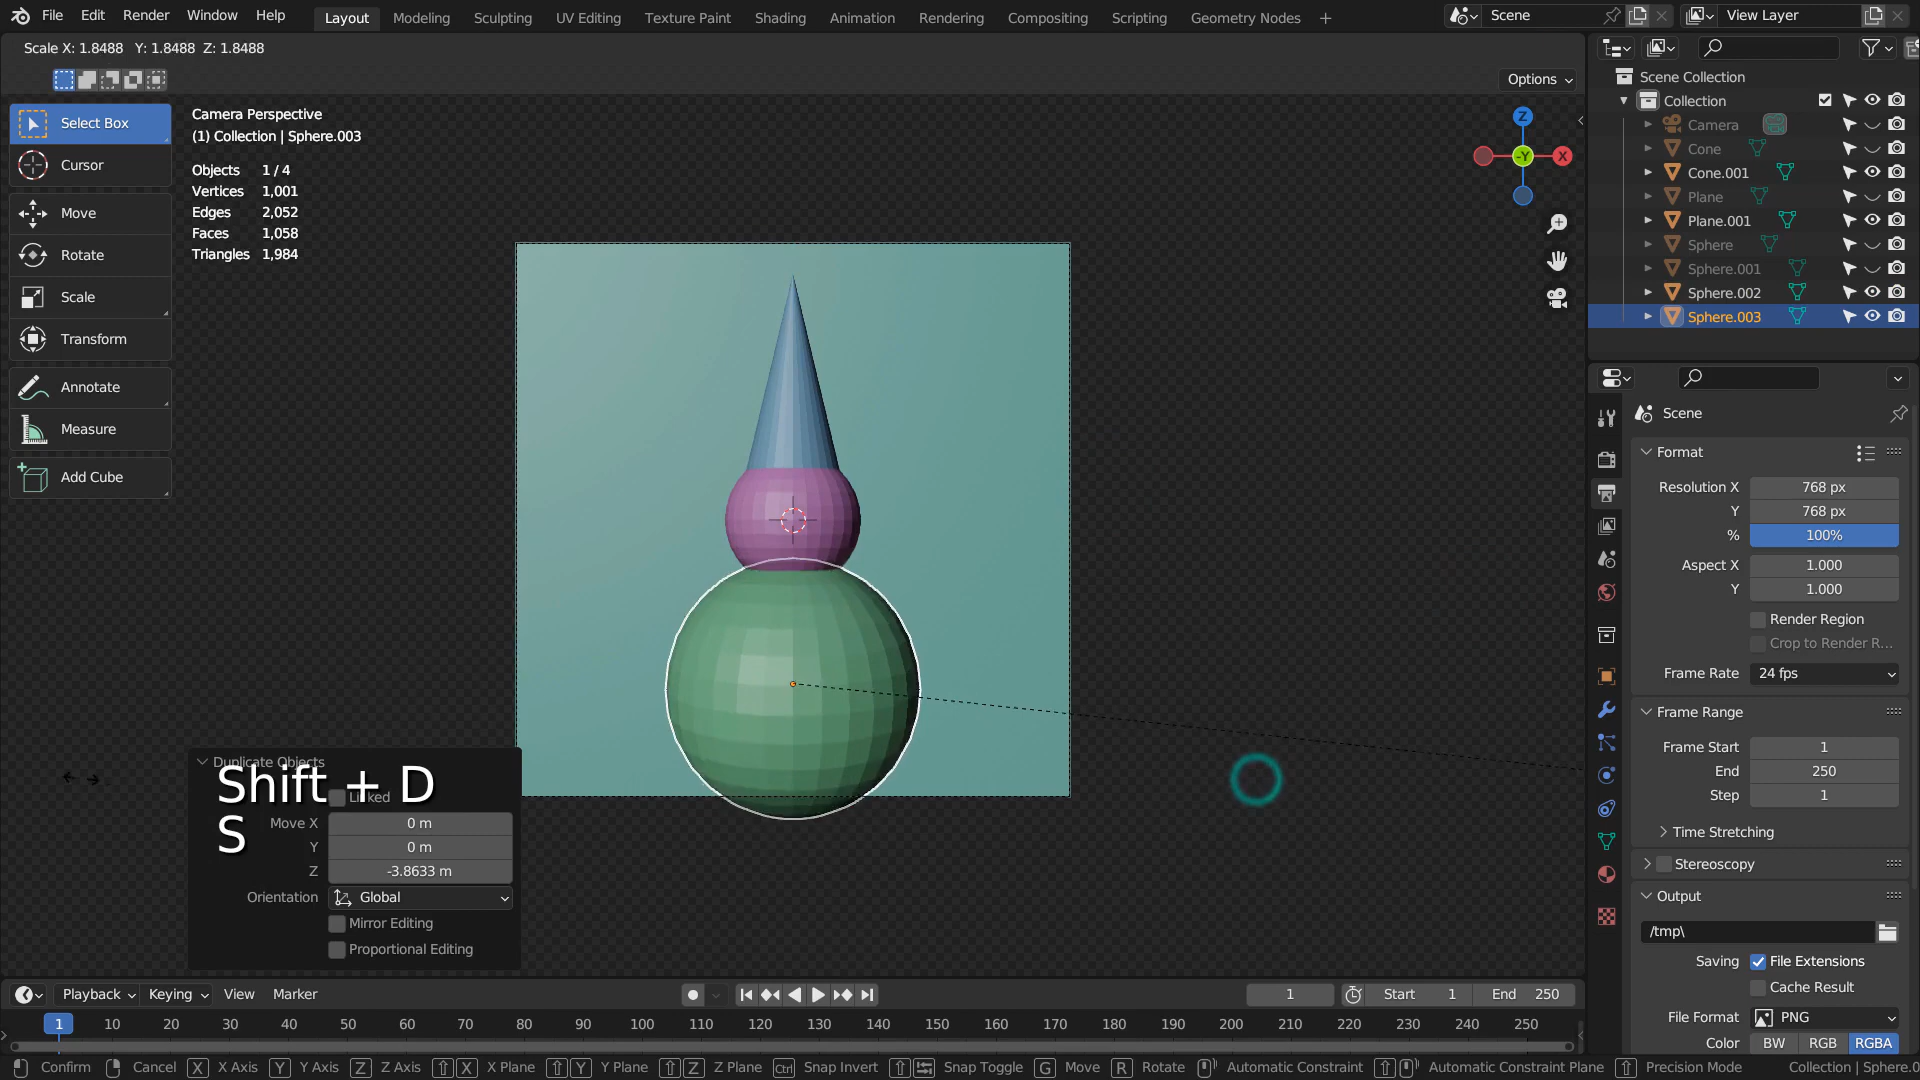 File Edit Render Window Help Layout Modeling Sculpting UV Editing Texture Paint Shading Animation Rendering Compositing Scripting Geometry Nodes + Scene View Layer
Scale X: 1.8488 Y: 1.8488 Z: 1.8488
Options
Select Box
Cursor
Move
Rotate
Scale
Transform
Annotate
Measure
Add Cube
Camera Perspective
(1) Collection | Sphere.003
Objects 1 / 4
Vertices 1,001
Edges 2,052
Faces 1,058
Triangles 1,984
Z
-Y
X
Scene Collection
Collection
Camera
Cone
Cone.001
Plane
Plane.001
Sphere
Sphere.001
Sphere.002
Sphere.003
Scene
Format
Resolution X 768 px
Y 768 px
% 100%
Aspect X 1.000
Y 1.000
Render Region
Crop to Render R...
Frame Rate 24 fps
Frame Range
Frame Start 1
End 250
Step 1
Time Stretching
Stereoscopy
Output
/tmp\
Saving File Extensions
Cache Result
File Format PNG
Color BW RGB RGBA
Duplicate Objects
Shift + D
Linked
S
Move X 0 m
Y 0 m
Z -3.8633 m
Orientation Global
Mirror Editing
Proportional Editing
Playback Keying View Marker 1 Start 1 End 250
1 10 20 30 40 50 60 70 80 90 100 110 120 130 140 150 160 170 180 190 200 210 220 230 240 250
Confirm Cancel X X Axis Y Y Axis Z Z Axis X X Plane Y Y Plane Z Z Plane Ctrl Snap Invert Snap Toggle G Move R Rotate Automatic Constraint Automatic Constraint Plane Precision Mode Collection | Sphere.0